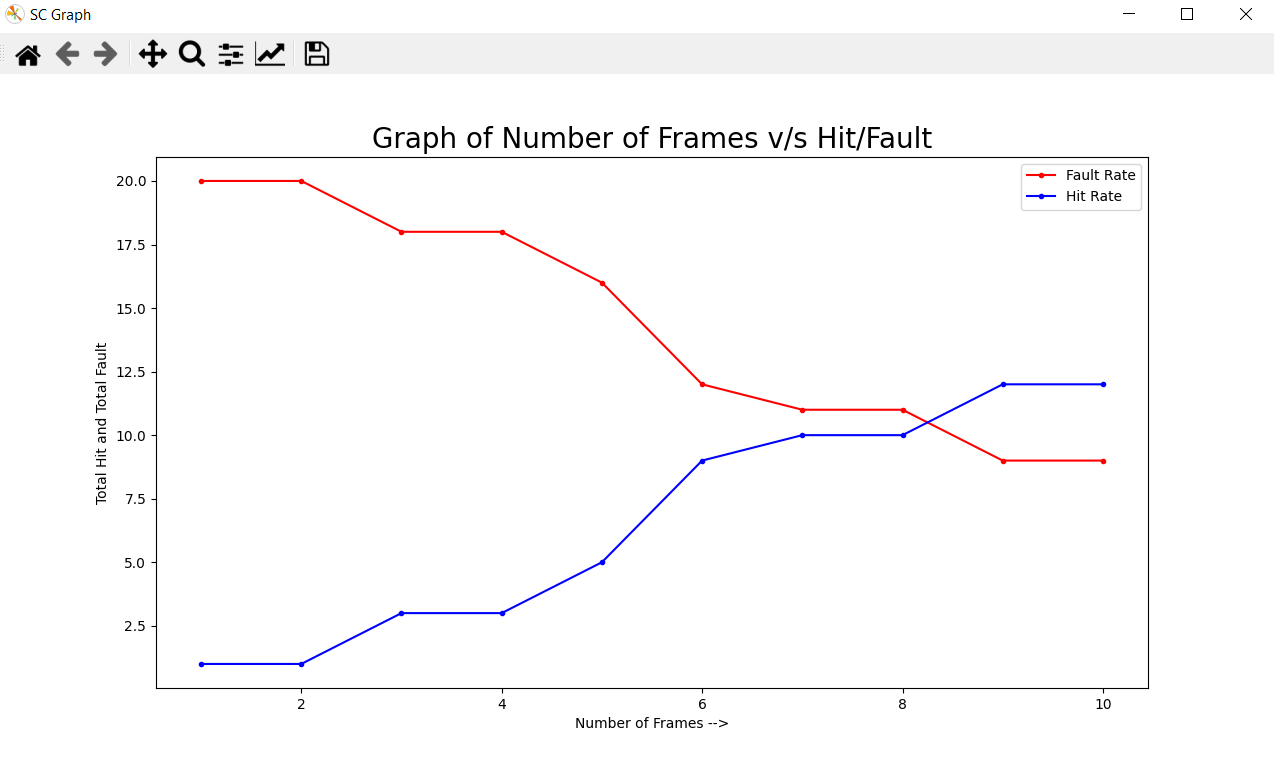 SC Graph
Graph of Number of Frames v/s Hit/Fault
Fault Rate
Hit Rate
20.0
17.5
15.0
12.5
10.0
7.5
5.0
2.5
Total Hit and Total Fault
2 4 6 8 10
Number of Frames -->